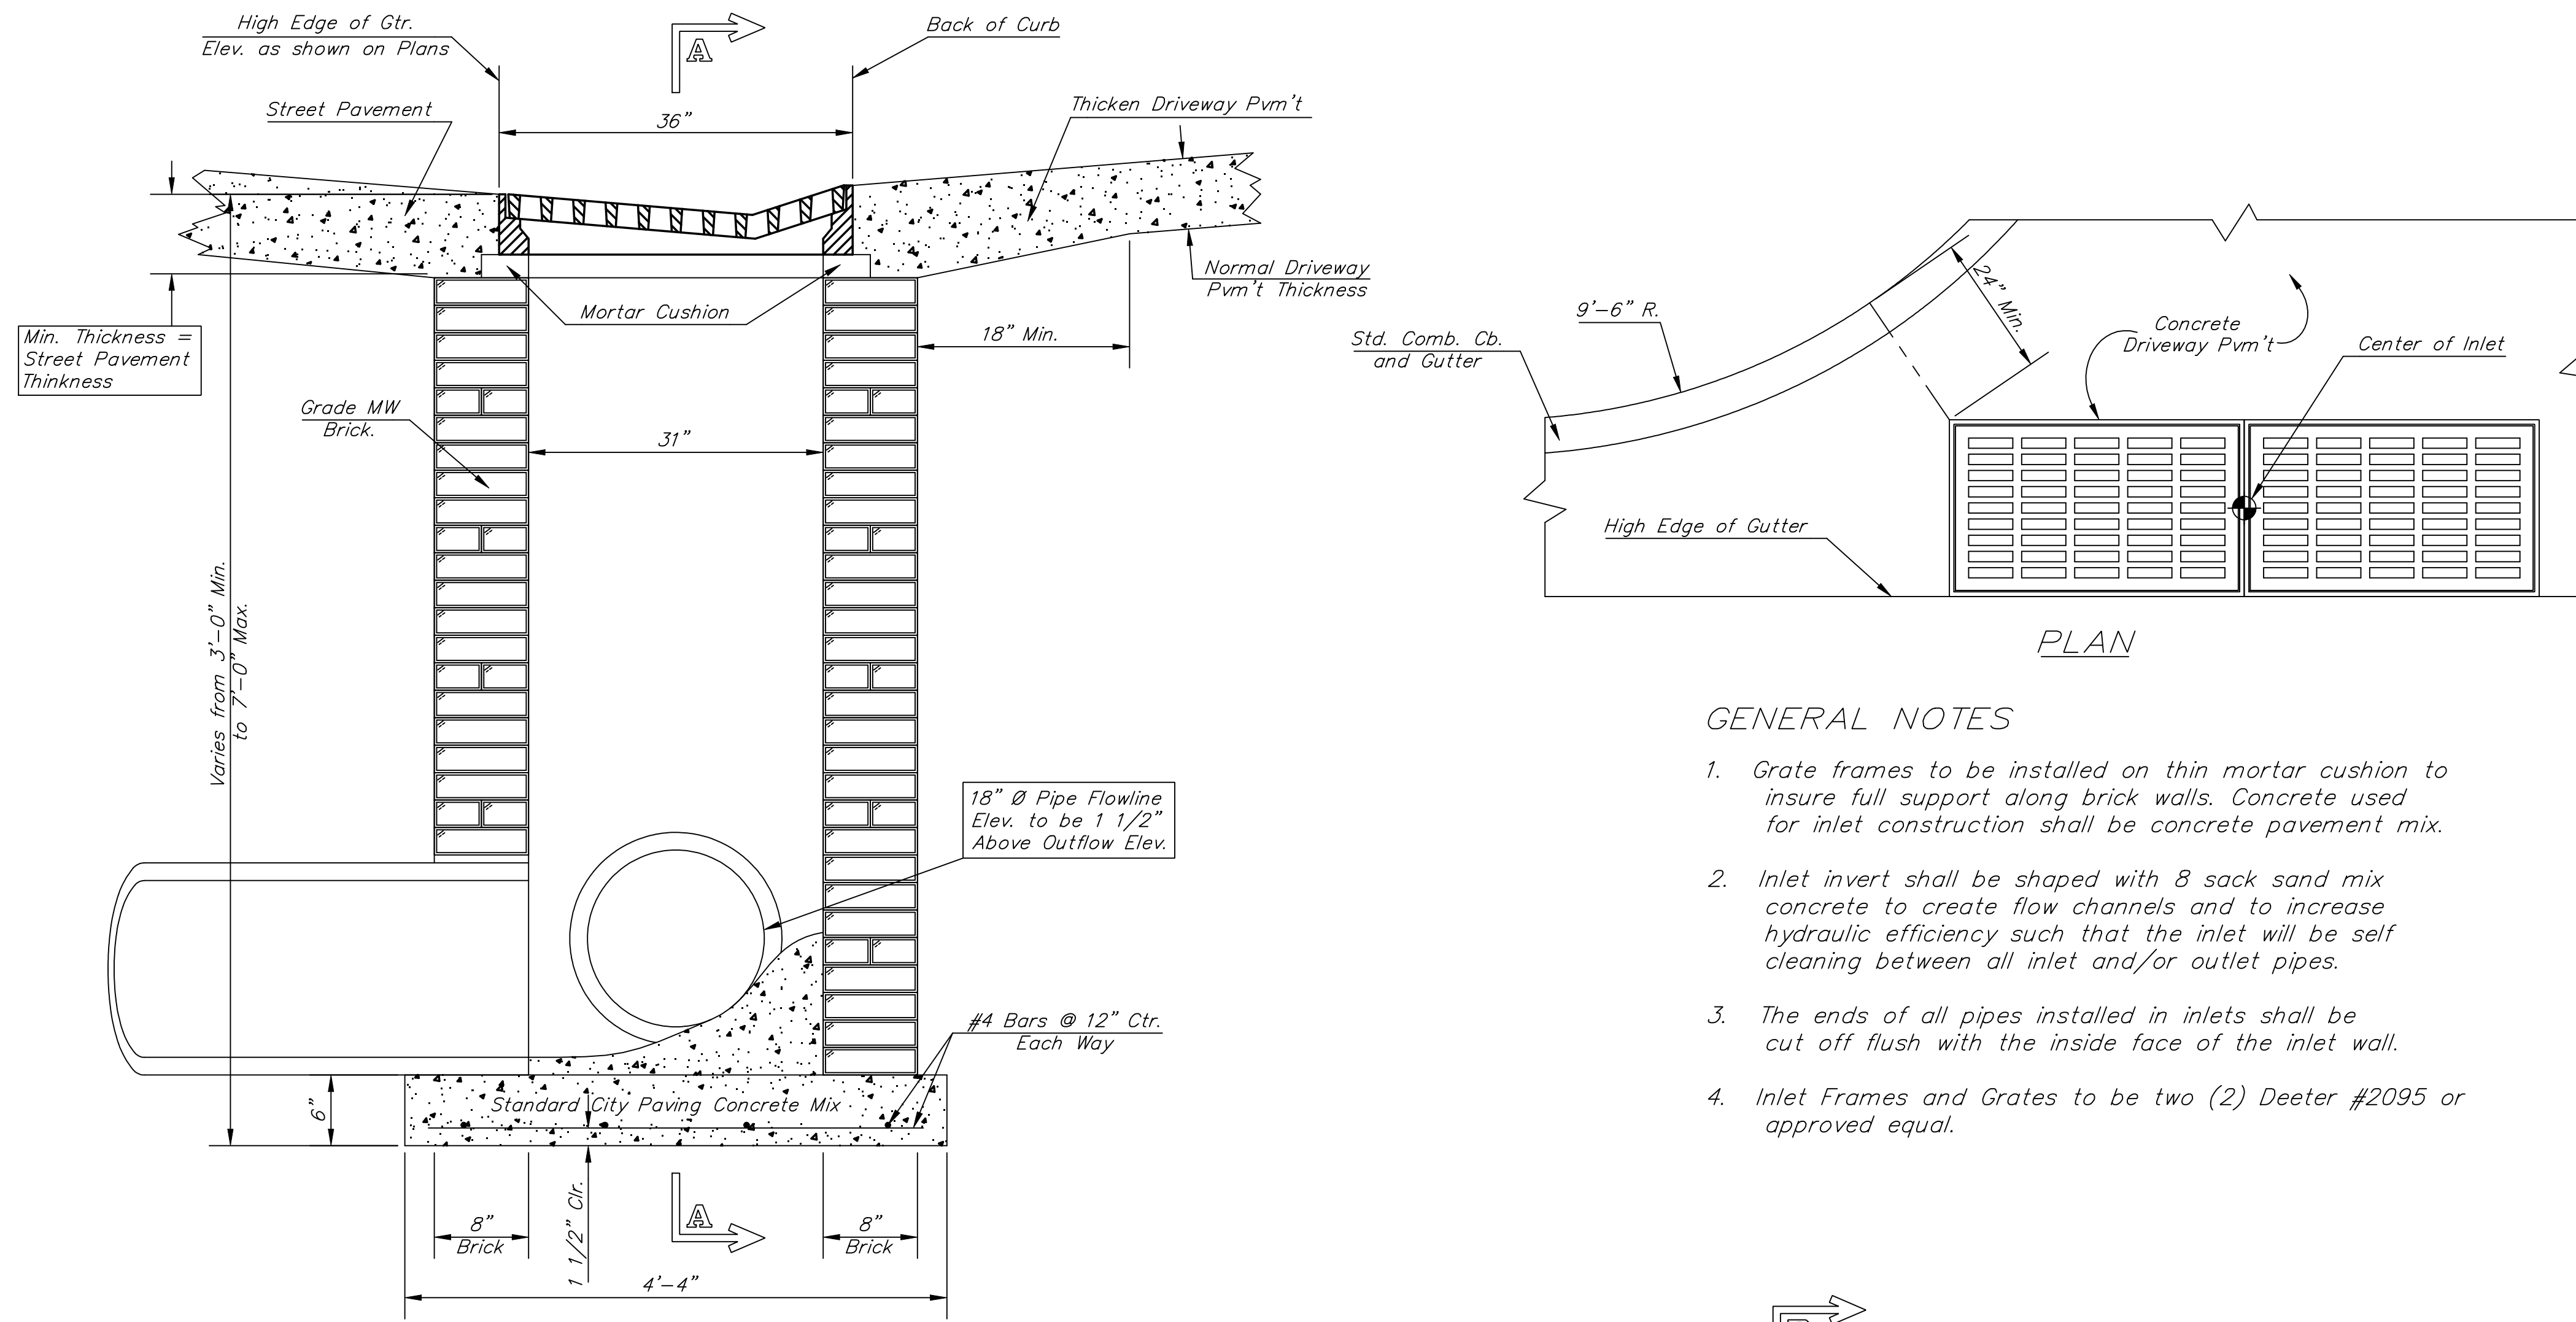 High Edge of Gtr.
Elev. as shown on Plans
A
Back of Curb
Street Pavement
36"
Thicken Driveway Pvm't
Normal Driveway
Pvm't Thickness
Mortar Cushion
18" Min.
Min. Thickness =
Street Pavement
Thinkness
Grade MW
Brick.
31"
Varies from 3'-0" Min.
to 7'-0" Max.
18" Ø Pipe Flowline
Elev. to be 1 1/2"
Above Outflow Elev.
#4 Bars @ 12" Ctr.
Each Way
6"
Standard City Paving Concrete Mix
A
8"
Brick
1 1/2" Clr.
8"
Brick
4'-4"
9'-6" R.
24" Min.
Std. Comb. Cb.
and Gutter
Concrete
Driveway Pvm't
Center of Inlet
High Edge of Gutter
PLAN
GENERAL NOTES
1. Grate frames to be installed on thin mortar cushion to
insure full support along brick walls. Concrete used
for inlet construction shall be concrete pavement mix.
2. Inlet invert shall be shaped with 8 sack sand mix
concrete to create flow channels and to increase
hydraulic efficiency such that the inlet will be self
cleaning between all inlet and/or outlet pipes.
3. The ends of all pipes installed in inlets shall be
cut off flush with the inside face of the inlet wall.
4. Inlet Frames and Grates to be two (2) Deeter #2095 or
approved equal.